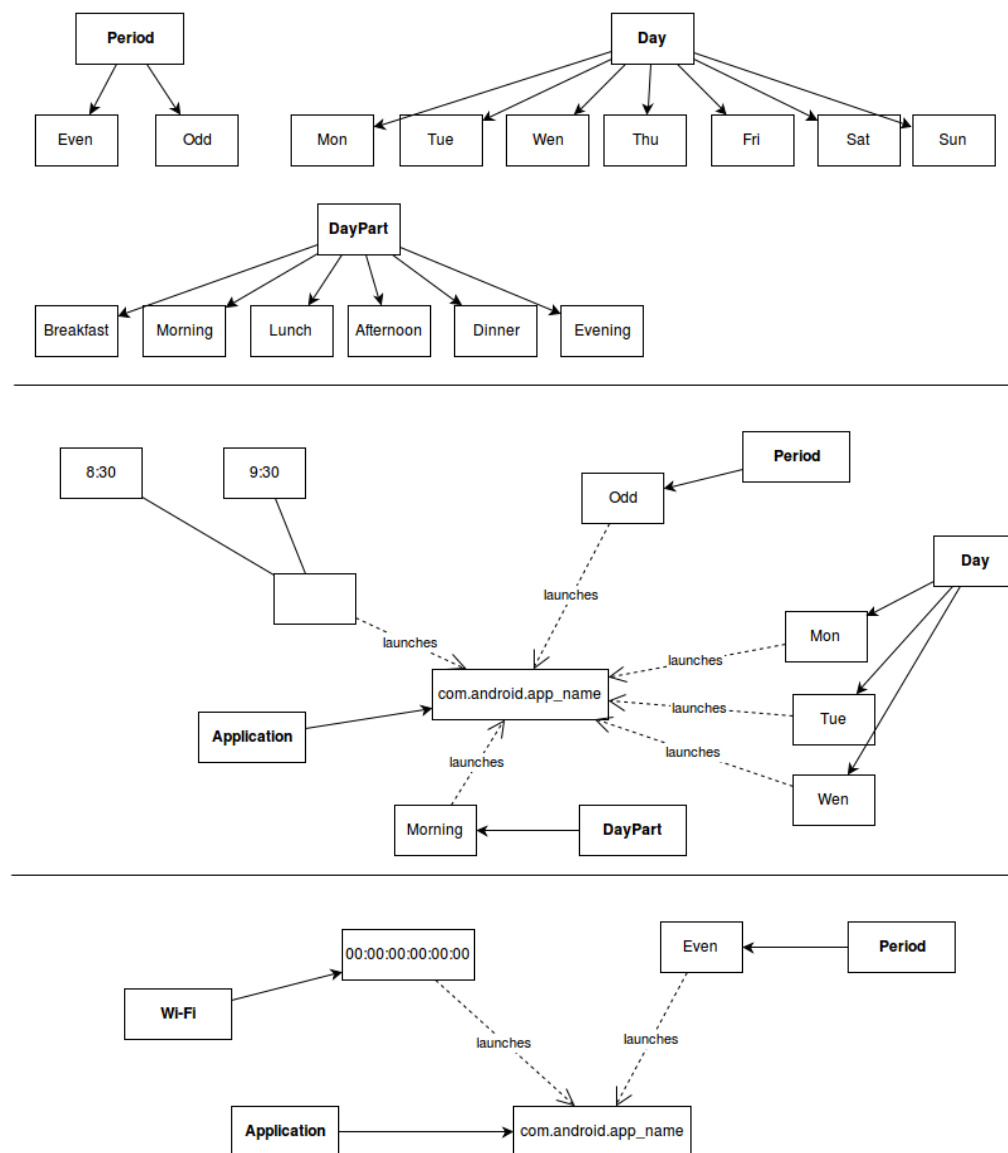 Period
Day
Even
Odd
Mon
Tue
Wen
Thu
Fri
Sat
Sun
DayPart
Breakfast
Morning
Lunch
Afternoon
Dinner
Evening
8:30
9:30
Period
Odd
Day
launches
Mon
launches
launches
com.android.app_name
launches
Tue
Application
launches
launches
Wen
Morning
DayPart
00:00:00:00:00:00
Even
Period
Wi-Fi
launches
launches
Application
com.android.app_name